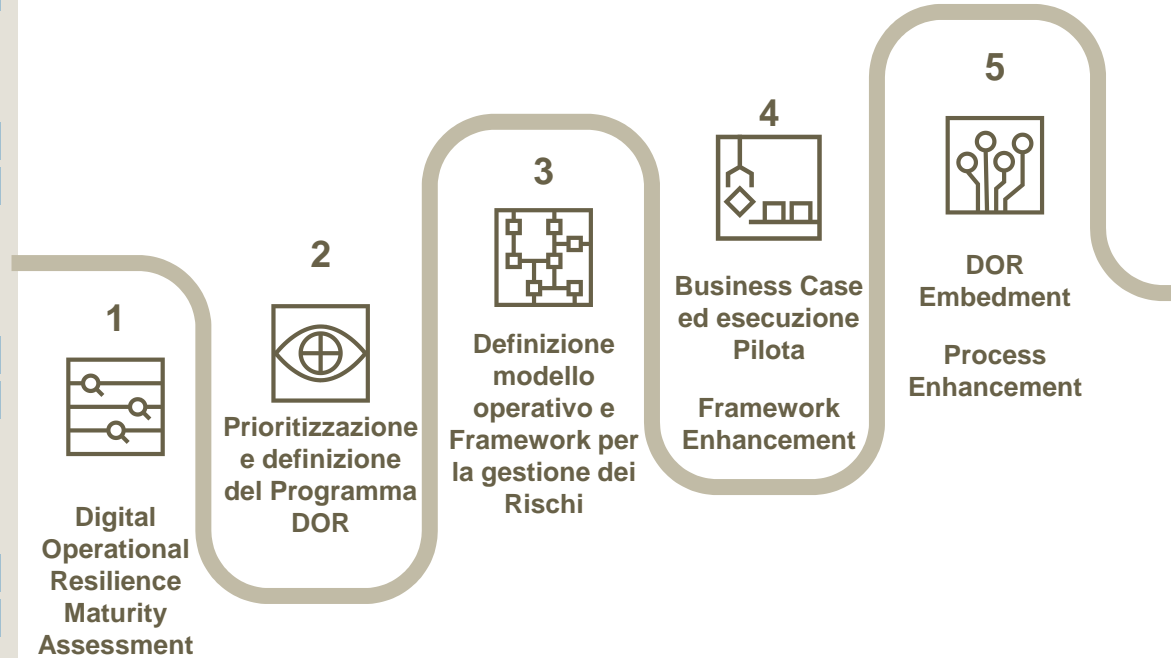 1
Digital
Operational
Resilience
Maturity
Assessment
2
Prioritizzazione
e definizione
del Programma
DOR
3
Definizione
modello
operativo e
Framework per
la gestione dei
Rischi
4
Business Case
ed esecuzione
Pilota
Framework
Enhancement
5
DOR
Embedment
Process
Enhancement